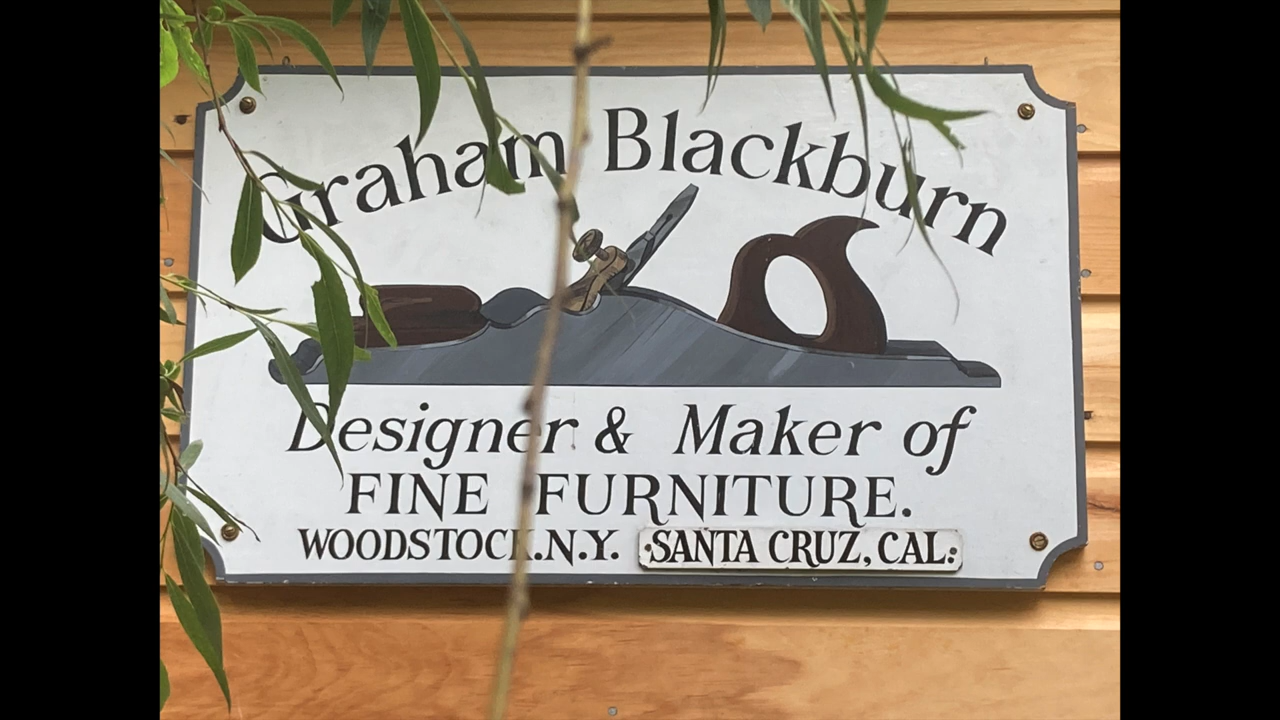 Graham Blackburn
Designer & Maker of
FINE FURNITURE.
WOODSTOCK.N.Y. SANTA CRUZ, CAL.